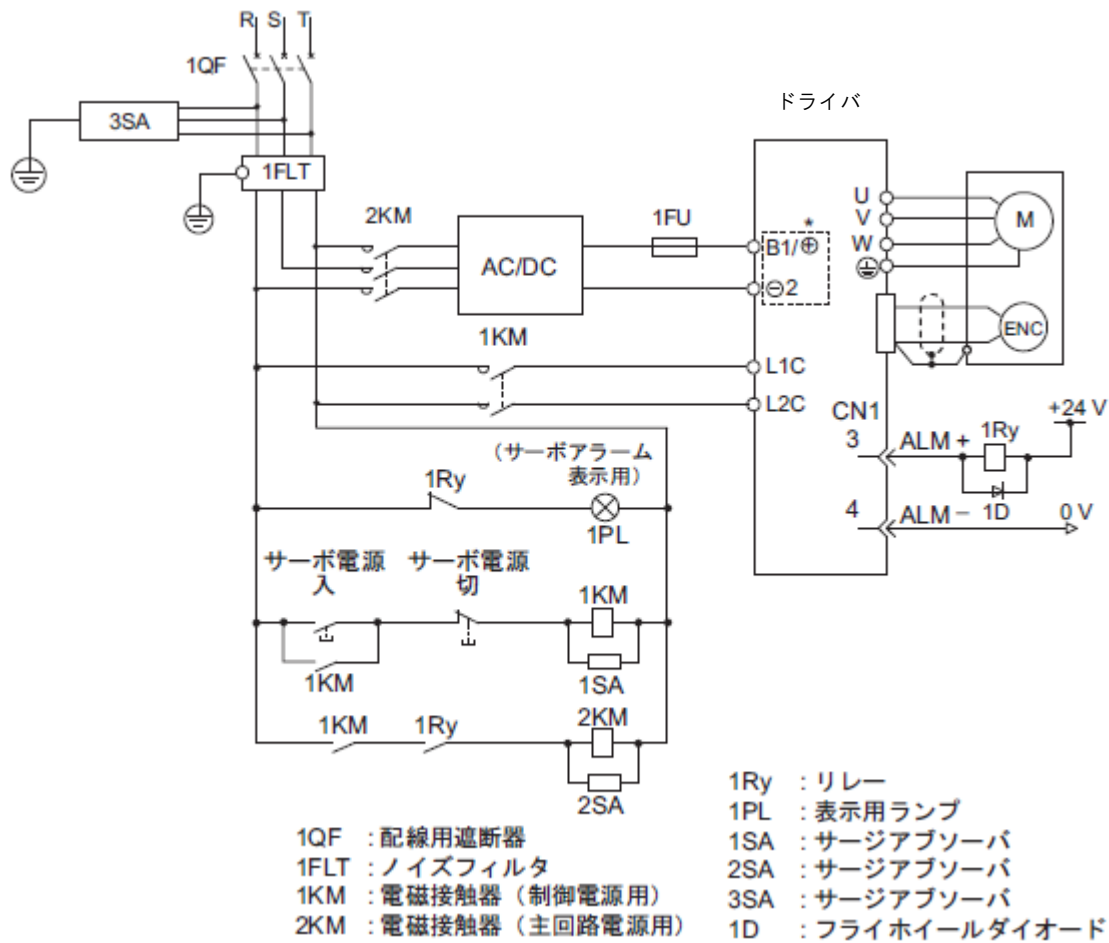 R S T
1QF
ドライバ
3SA
1FLT
2KM
1FU
*
AC/DC
B1/⊕
⊖2
U
V
W
M
ENC
1KM
L1C
L2C
CN1
+24 V
3
ALM +
1Ry
4
ALM −
1D
0 V
(サーボアラーム
表示用)
1Ry
1PL
サーボ電源
入
サーボ電源
切
1KM
1KM
1SA
1KM
1Ry
2KM
2SA
1QF :配線用遮断器
1FLT :ノイズフィルタ
1KM :電磁接触器(制御電源用)
2KM :電磁接触器(主回路電源用)
1Ry :リレー
1PL :表示用ランプ
1SA :サージアブソーバ
2SA :サージアブソーバ
3SA :サージアブソーバ
1D :フライホイールダイオード